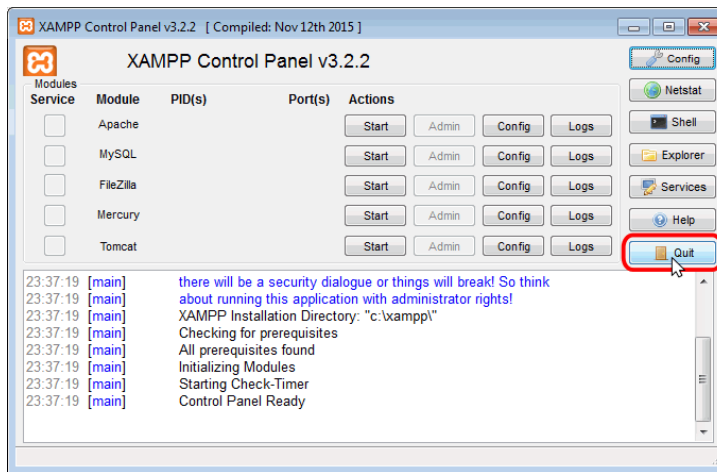 XAMPP Control Panel v3.2.2 [ Compiled: Nov 12th 2015 ]
XAMPP Control Panel v3.2.2
Config
Modules
Service Module PID(s) Port(s) Actions
Netstat
Apache Start Admin Config Logs
Shell
MySQL Start Admin Config Logs
Explorer
FileZilla Start Admin Config Logs
Services
Mercury Start Admin Config Logs
Help
Tomcat Start Admin Config Logs
Quit
23:37:19 [main] there will be a security dialogue or things will break! So think
23:37:19 [main] about running this application with administrator rights!
23:37:19 [main] XAMPP Installation Directory: "c:\xampp\"
23:37:19 [main] Checking for prerequisites
23:37:19 [main] All prerequisites found
23:37:19 [main] Initializing Modules
23:37:19 [main] Starting Check-Timer
23:37:19 [main] Control Panel Ready